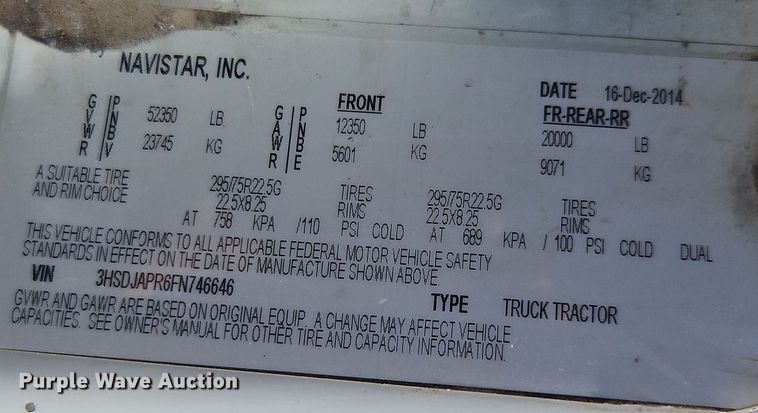 NAVISTAR, INC.
DATE 16-Dec-2014
FRONT FR-REAR-RR
GVWR PNBV 52350 LB GAWR PNBE 12350 LB 20000 LB
23745 KG 5601 KG 9071 KG
A SUITABLE TIRE 295/75R22.5G TIRES 295/75R22.5G TIRES
AND RIM CHOICE 22.5X8.25 RIMS 22.5X8.25 RIMS
AT 758 KPA /110 PSI COLD AT 689 KPA / 100 PSI COLD DUAL
THIS VEHICLE CONFORMS TO ALL APPLICABLE FEDERAL MOTOR VEHICLE SAFETY
STANDARDS IN EFFECT ON THE DATE OF MANUFACTURE SHOWN ABOVE.
VIN 3HSDJAPR6FN746646 TYPE TRUCK TRACTOR
GVWR AND GAWR ARE BASED ON ORIGINAL EQUIP. A CHANGE MAY AFFECT VEHICLE
CAPACITIES. SEE OWNER'S MANUAL FOR OTHER TIRE AND CAPACITY INFORMATION.
Purple Wave Auction